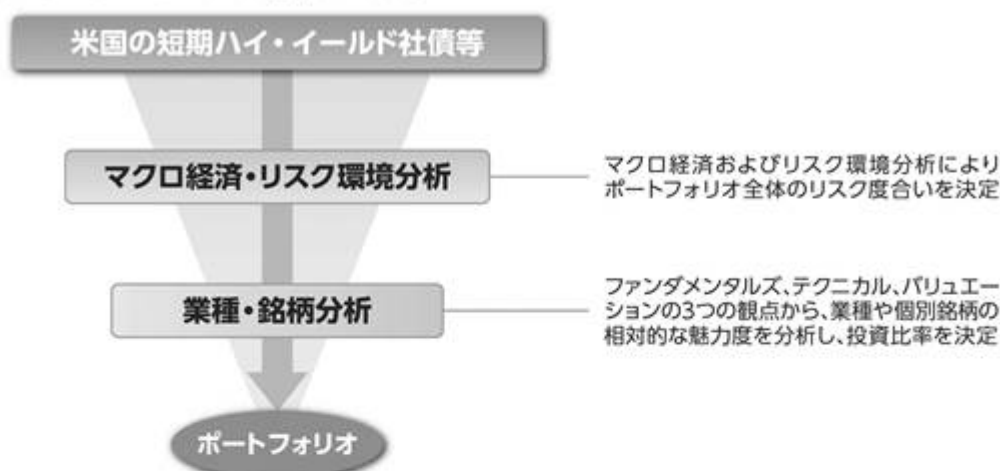 米国の短期ハイ・イールド社債等
マクロ経済・リスク環境分析
マクロ経済およびリスク環境分析により
ポートフォリオ全体のリスク度合いを決定
業種・銘柄分析
ファンダメンタルズ、テクニカル、バリュエー
ションの3つの観点から、業種や個別銘柄の
相対的な魅力度を分析し、投資比率を決定
ポートフォリオ